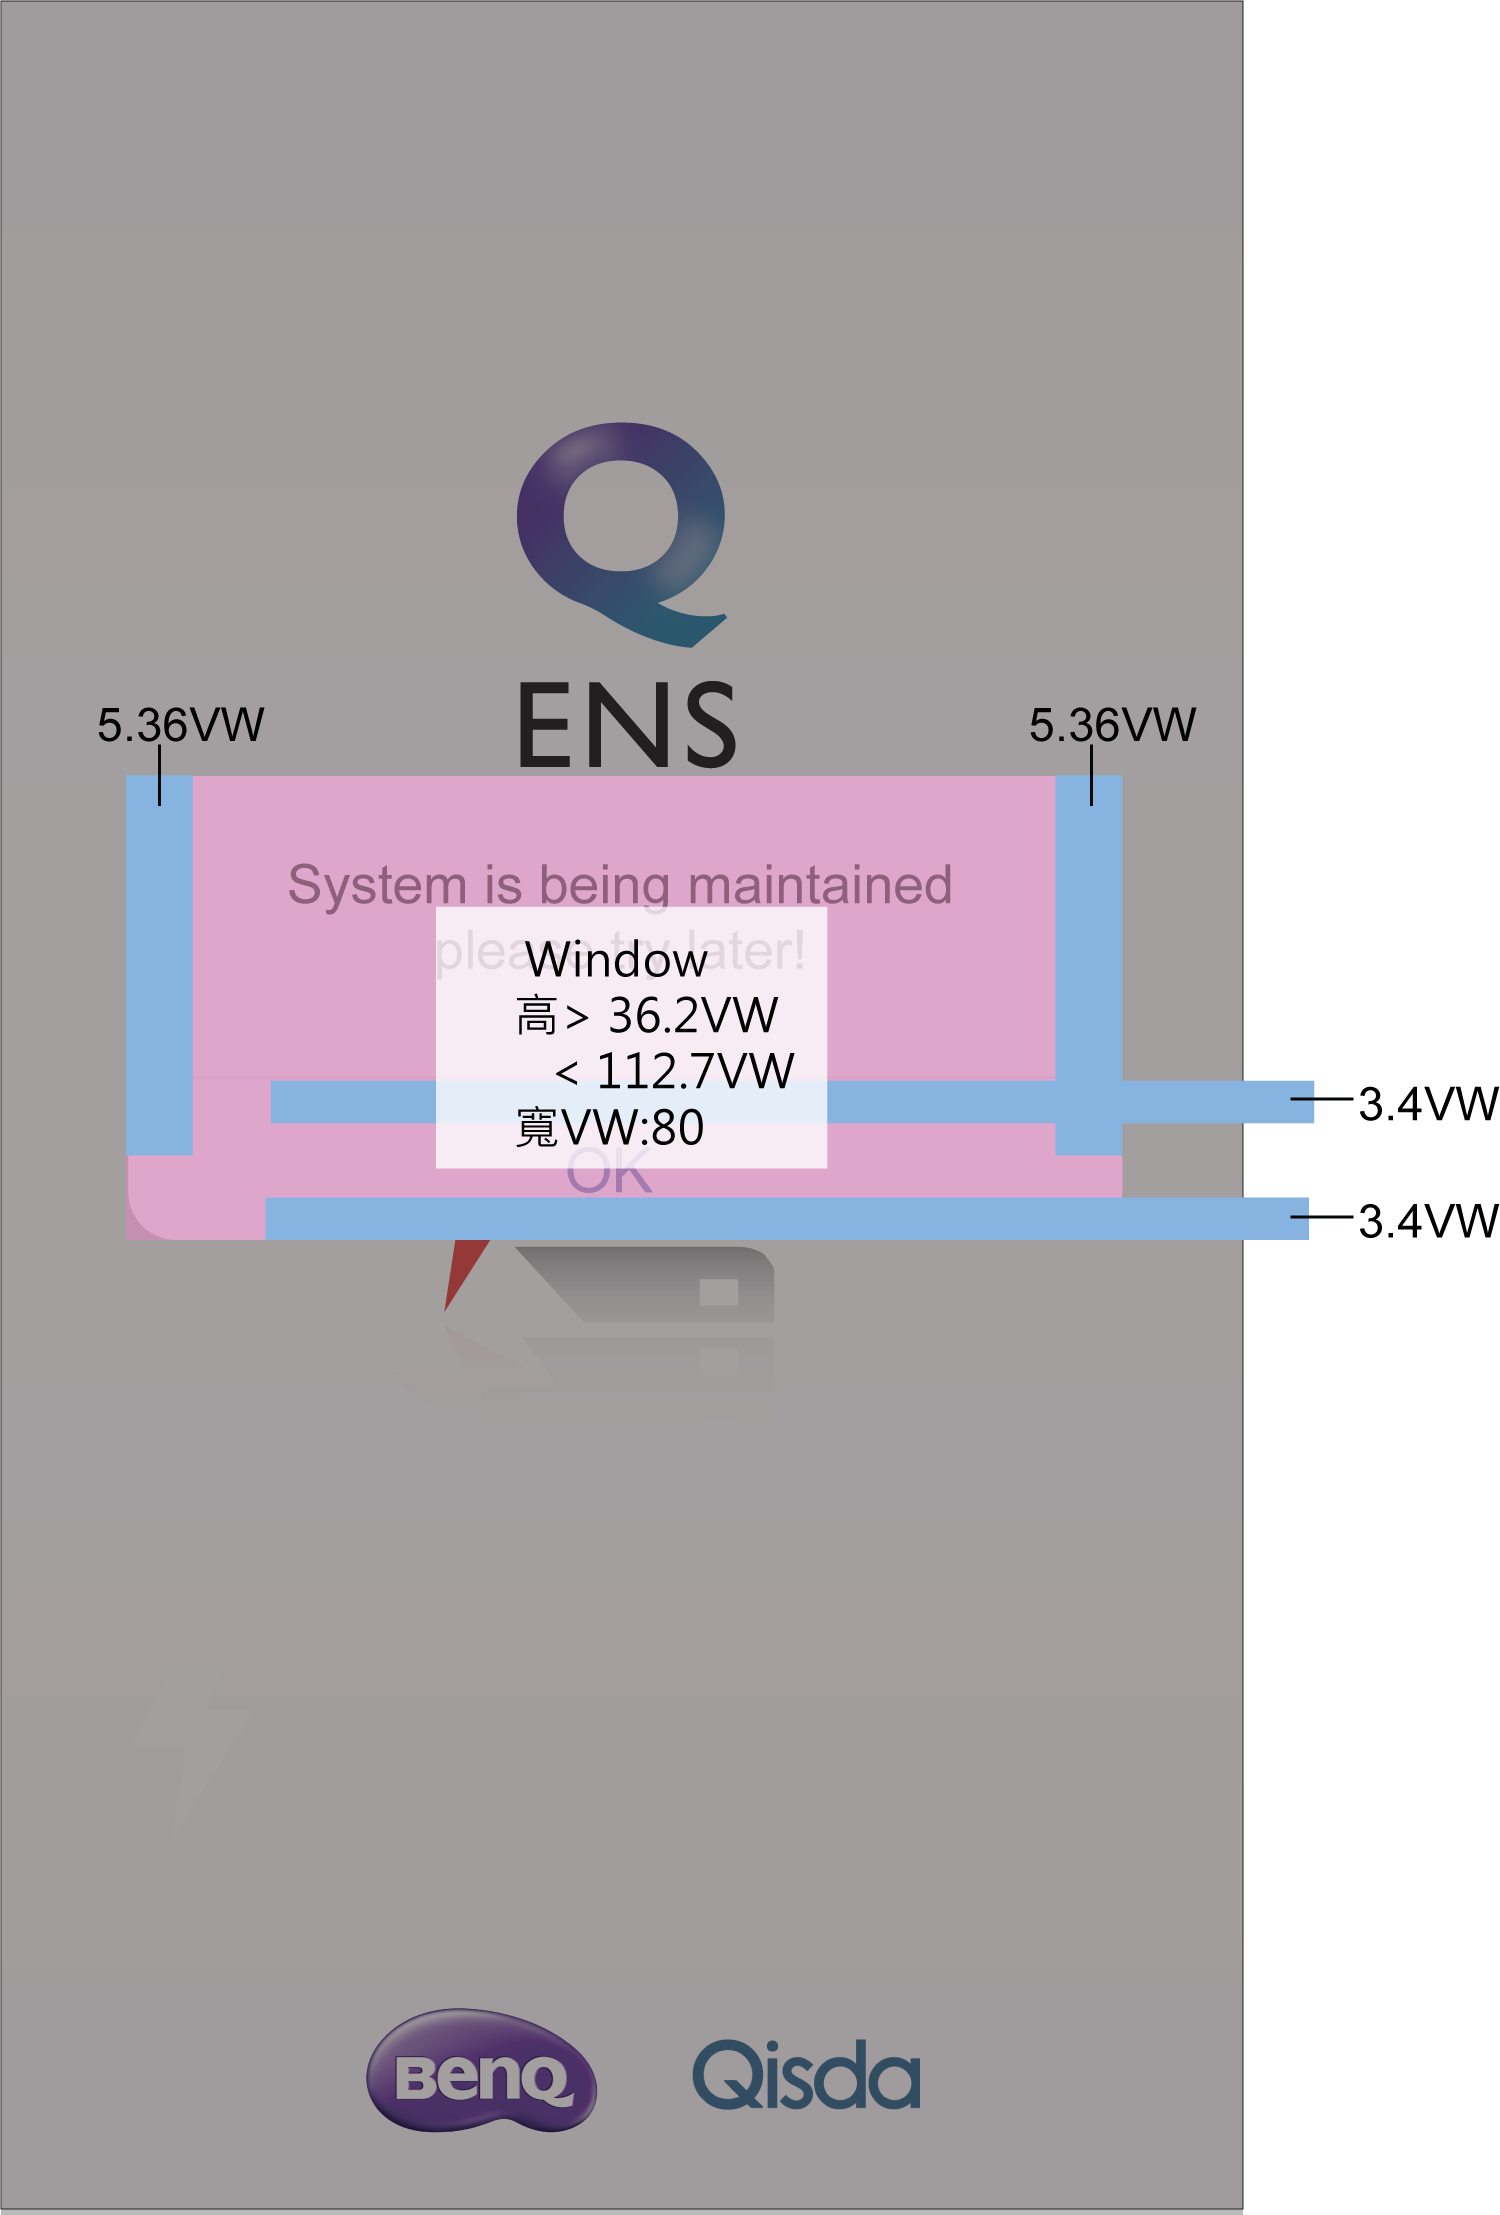 Q
ENS
5.36VW
5.36VW
System is being maintained
please try later!
Window
高> 36.2VW
< 112.7VW
寬VW:80
3.4VW
OK
3.4VW
BenQ
Qisda